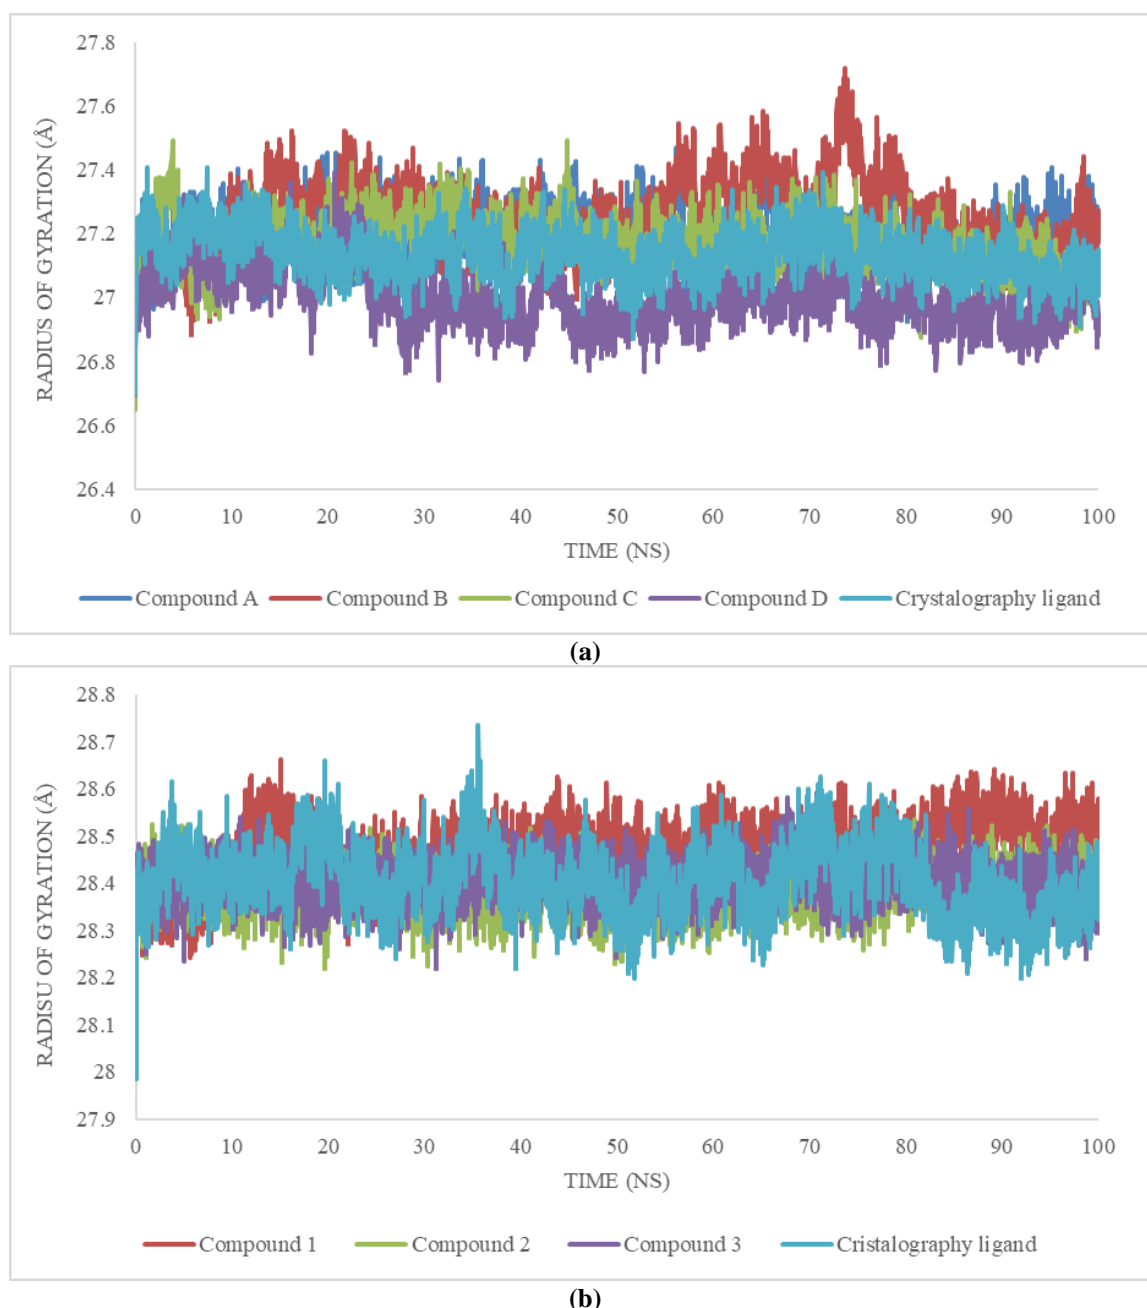 27.8
27.6
27.4
27.2
27
26.8
26.6
26.4
RADIUS OF GYRATION (Å)
0 10 20 30 40 50 60 70 80 90 100
TIME (NS)
Compound A Compound B Compound C Compound D Crystalography ligand
(a)
28.8
28.7
28.6
28.5
28.4
28.3
28.2
28.1
28
27.9
RADISU OF GYRATION (Å)
0 10 20 30 40 50 60 70 80 90 100
TIME (NS)
Compound 1 Compound 2 Compound 3 Cristalography ligand
(b)